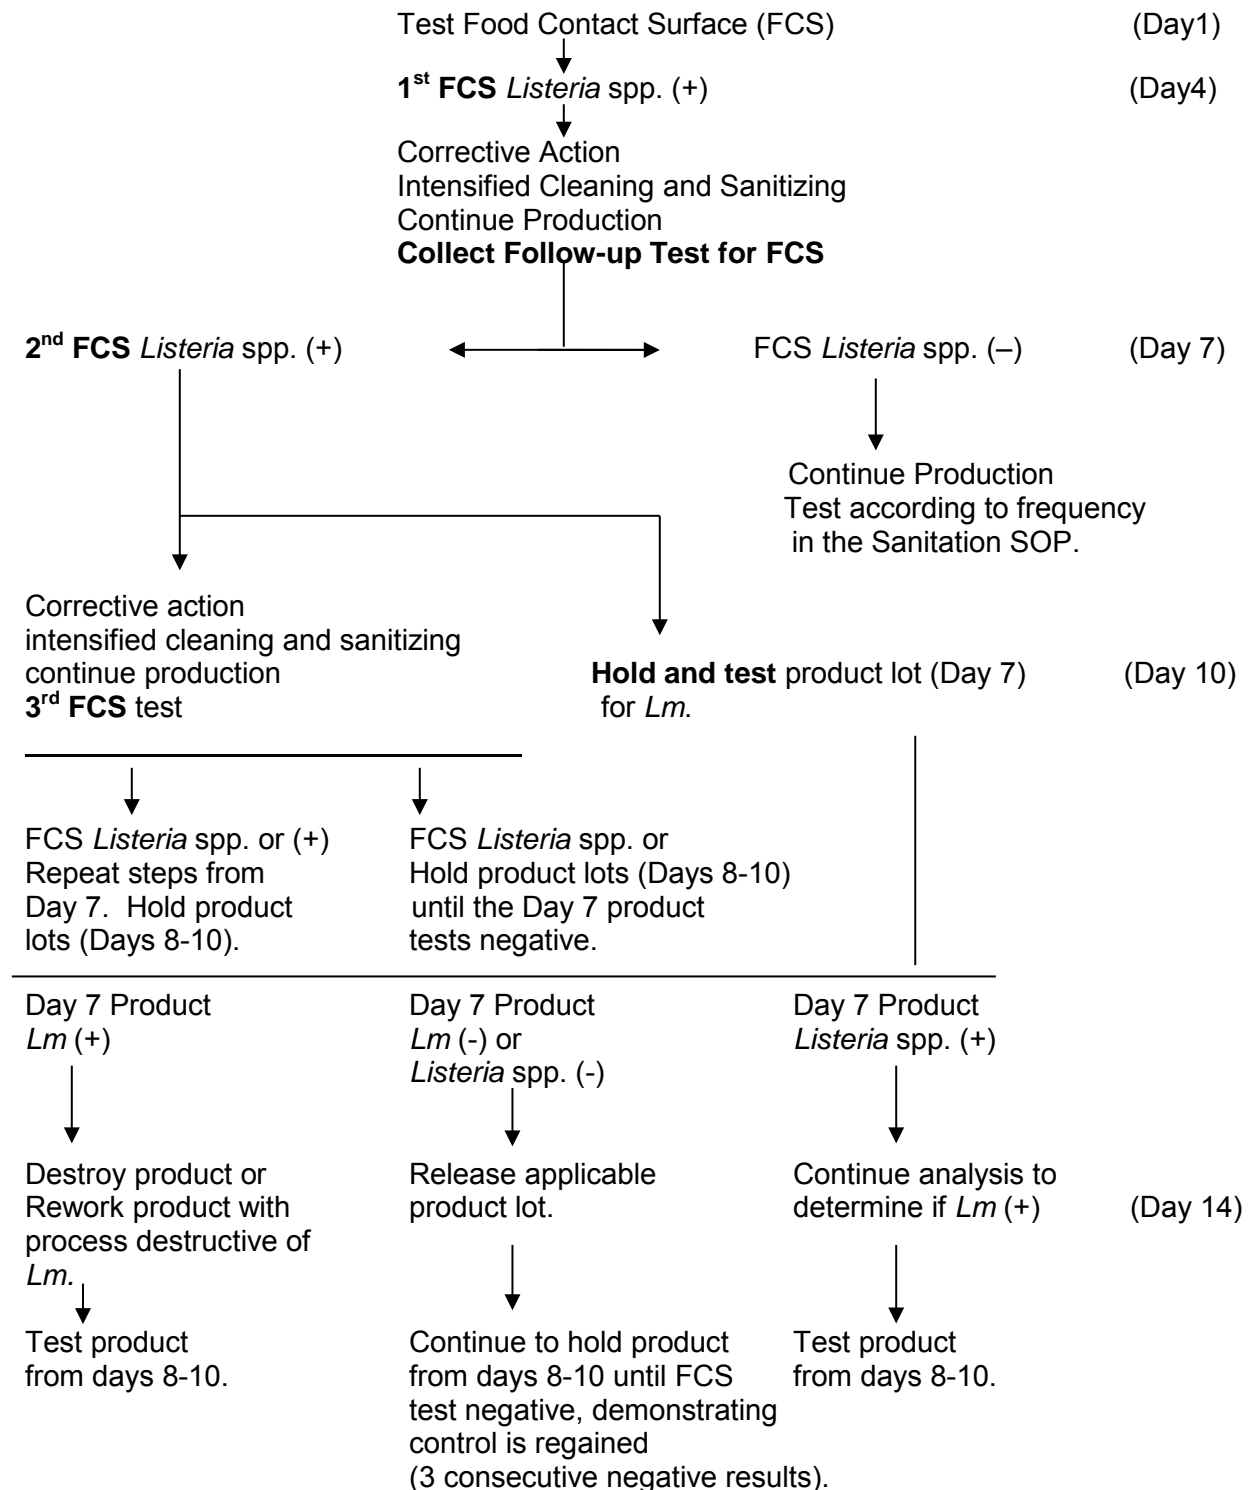 Test Food Contact Surface (FCS) (Day1)
1st FCS Listeria spp. (+) (Day4)
Corrective Action
Intensified Cleaning and Sanitizing
Continue Production
Collect Follow-up Test for FCS
2nd FCS Listeria spp. (+) FCS Listeria spp. (–) (Day 7)
Continue Production
Test according to frequency
in the Sanitation SOP.
Corrective action
intensified cleaning and sanitizing
continue production
3rd FCS test
Hold and test product lot (Day 7) (Day 10)
for Lm.
FCS Listeria spp. or (+)
Repeat steps from
Day 7. Hold product
lots (Days 8-10).
FCS Listeria spp. or
Hold product lots (Days 8-10)
until the Day 7 product
tests negative.
Day 7 Product
Lm (+)
Day 7 Product
Lm (-) or
Listeria spp. (-)
Day 7 Product
Listeria spp. (+)
Destroy product or
Rework product with
process destructive of
Lm.
Release applicable
product lot.
Continue analysis to
determine if Lm (+) (Day 14)
Test product
from days 8-10.
Continue to hold product
from days 8-10 until FCS
test negative, demonstrating
control is regained
(3 consecutive negative results).
Test product
from days 8-10.